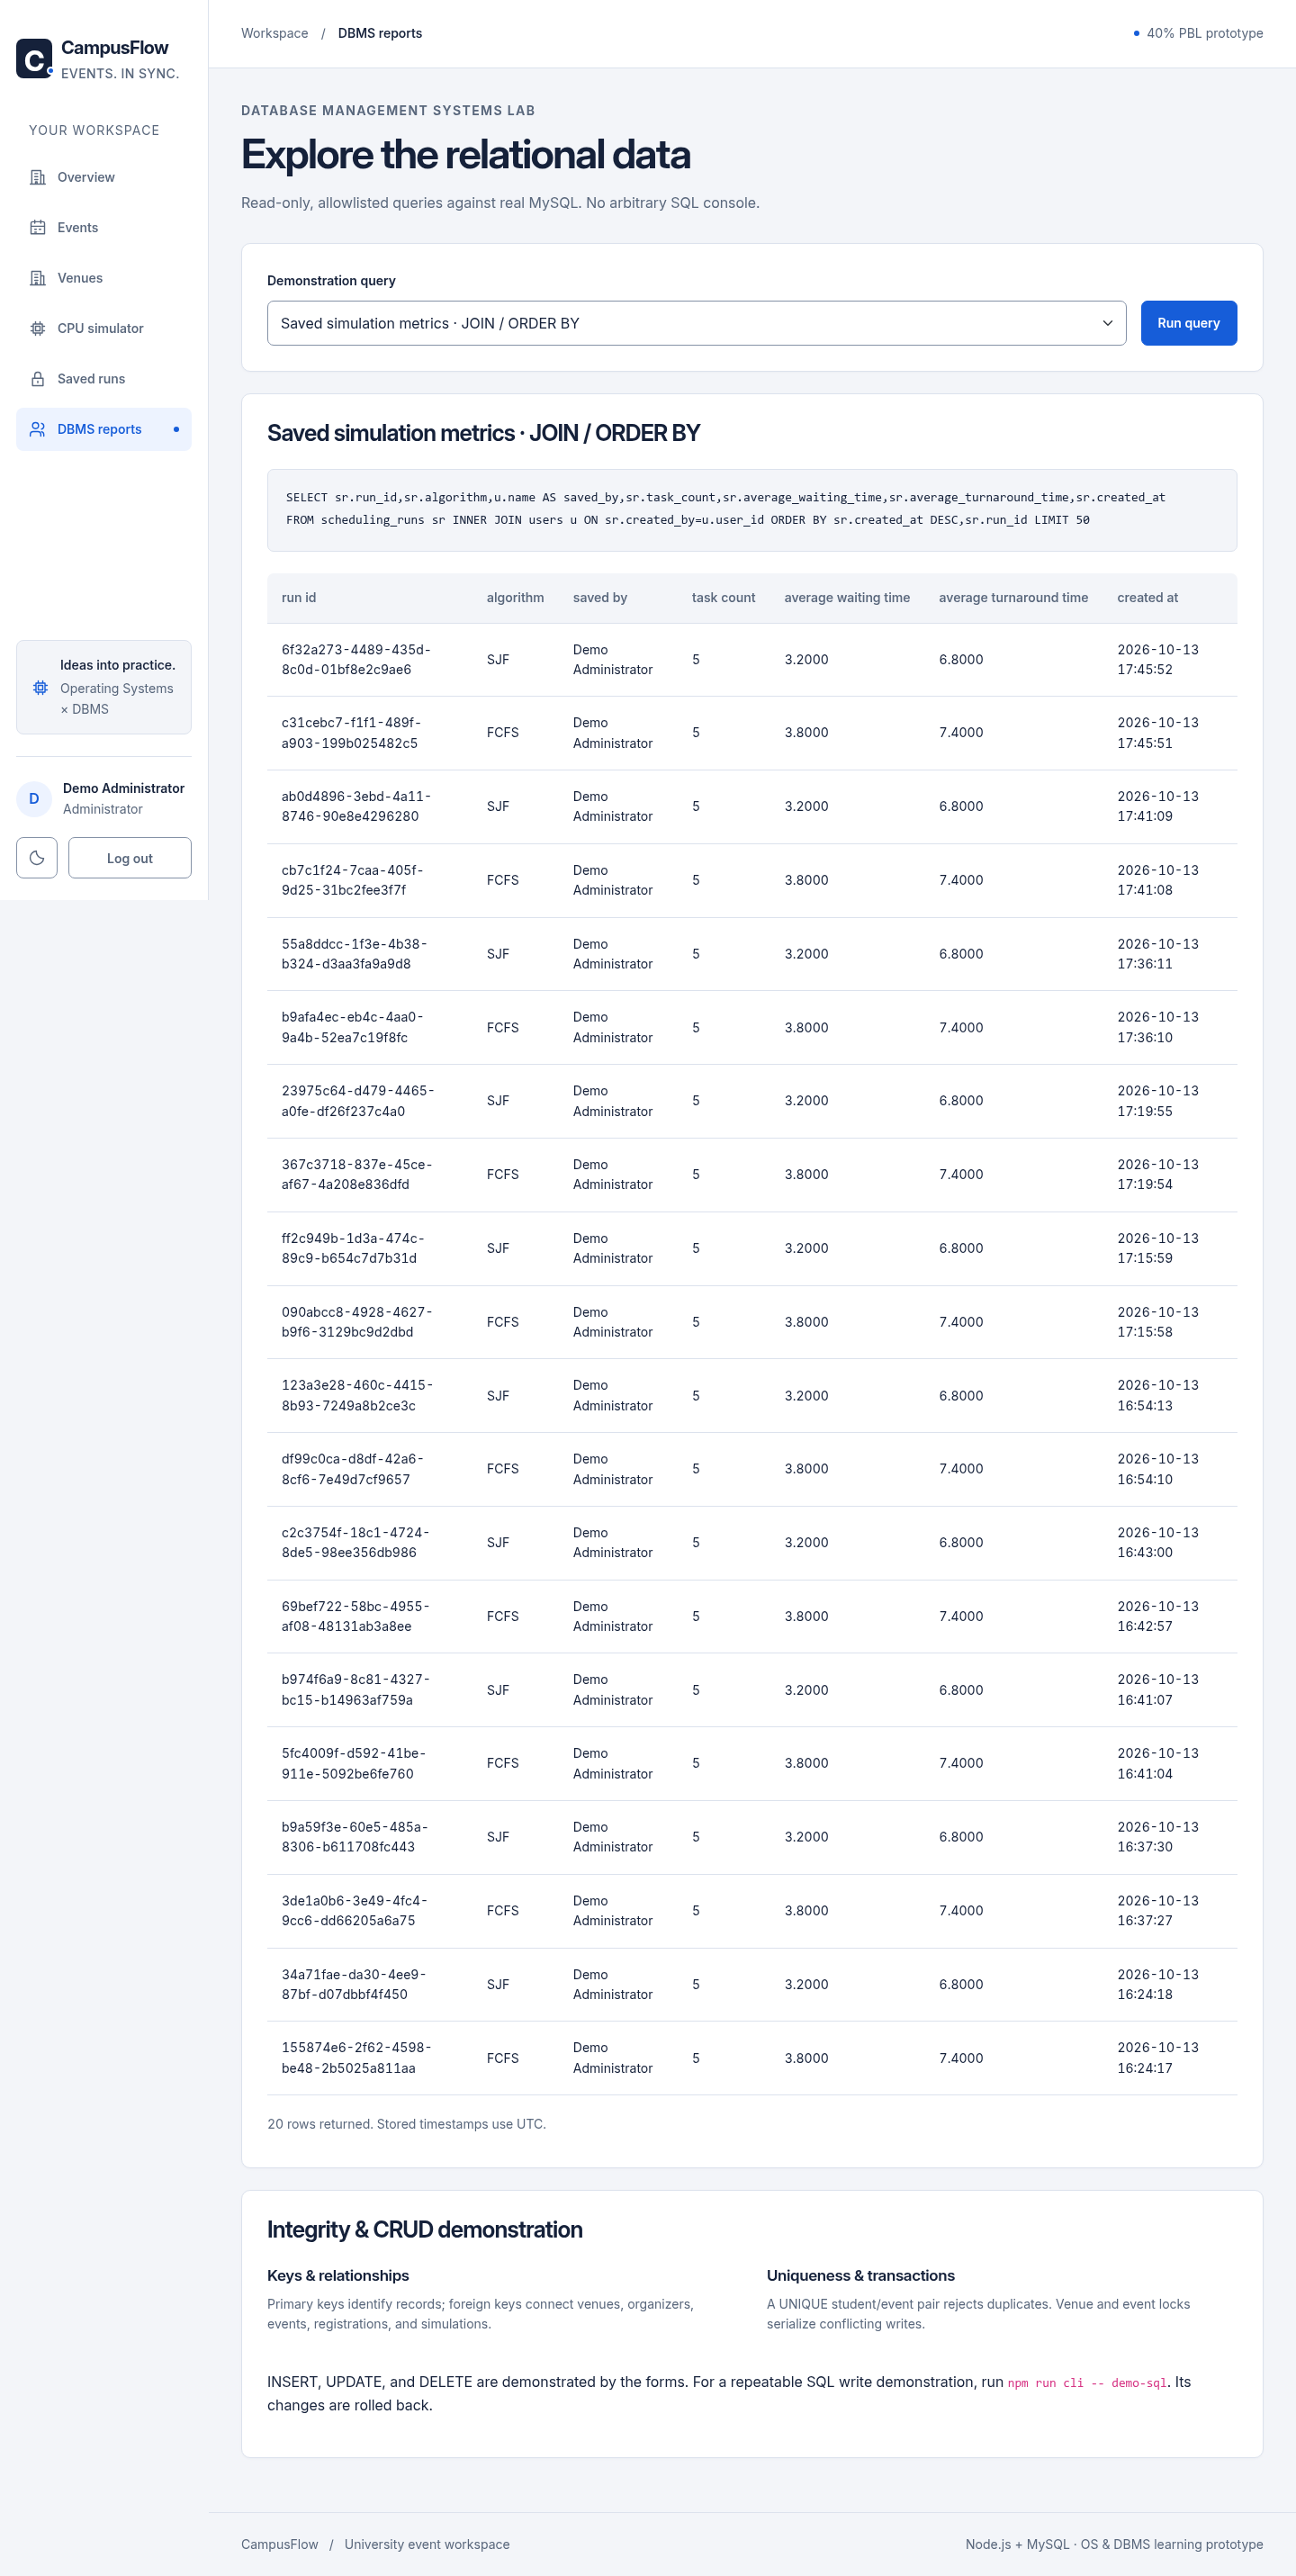 C
CampusFlow
EVENTS. IN SYNC.
YOUR WORKSPACE
Overview
Events
Venues
CPU simulator
Saved runs
DBMS reports
Ideas into practice.
Operating Systems
× DBMS
D
Demo Administrator
Administrator
Log out
Workspace / DBMS reports
40% PBL prototype
DATABASE MANAGEMENT SYSTEMS LAB
Explore the relational data
Read-only, allowlisted queries against real MySQL. No arbitrary SQL console.
Demonstration query
Saved simulation metrics · JOIN / ORDER BY
Run query
Saved simulation metrics · JOIN / ORDER BY
SELECT sr.run_id,sr.algorithm,u.name AS saved_by,sr.task_count,sr.average_waiting_time,sr.average_turnaround_time,sr.created_at
FROM scheduling_runs sr INNER JOIN users u ON sr.created_by=u.user_id ORDER BY sr.created_at DESC,sr.run_id LIMIT 50
run id algorithm saved by task count average waiting time average turnaround time created at
6f32a273-4489-435d-
8c0d-01bf8e2c9ae6 SJF Demo Administrator 5 3.2000 6.8000 2026-10-13 17:45:52
c31cebc7-f1f1-489f-
a903-199b025482c5 FCFS Demo Administrator 5 3.8000 7.4000 2026-10-13 17:45:51
ab0d4896-3ebd-4a11-
8746-90e8e4296280 SJF Demo Administrator 5 3.2000 6.8000 2026-10-13 17:41:09
cb7c1f24-7caa-405f-
9d25-31bc2fee3f7f FCFS Demo Administrator 5 3.8000 7.4000 2026-10-13 17:41:08
55a8ddcc-1f3e-4b38-
b324-d3aa3fa9a9d8 SJF Demo Administrator 5 3.2000 6.8000 2026-10-13 17:36:11
b9afa4ec-eb4c-4aa0-
9a4b-52ea7c19f8fc FCFS Demo Administrator 5 3.8000 7.4000 2026-10-13 17:36:10
23975c64-d479-4465-
a0fe-df26f237c4a0 SJF Demo Administrator 5 3.2000 6.8000 2026-10-13 17:19:55
367c3718-837e-45ce-
af67-4a208e836dfd FCFS Demo Administrator 5 3.8000 7.4000 2026-10-13 17:19:54
ff2c949b-1d3a-474c-
89c9-b654c7d7b31d SJF Demo Administrator 5 3.2000 6.8000 2026-10-13 17:15:59
090abcc8-4928-4627-
b9f6-3129bc9d2dbd FCFS Demo Administrator 5 3.8000 7.4000 2026-10-13 17:15:58
123a3e28-460c-4415-
8b93-7249a8b2ce3c SJF Demo Administrator 5 3.2000 6.8000 2026-10-13 16:54:13
df99c0ca-d8df-42a6-
8cf6-7e49d7cf9657 FCFS Demo Administrator 5 3.8000 7.4000 2026-10-13 16:54:10
c2c3754f-18c1-4724-
8de5-98ee356db986 SJF Demo Administrator 5 3.2000 6.8000 2026-10-13 16:43:00
69bef722-58bc-4955-
af08-48131ab3a8ee FCFS Demo Administrator 5 3.8000 7.4000 2026-10-13 16:42:57
b974f6a9-8c81-4327-
bc15-b14963af759a SJF Demo Administrator 5 3.2000 6.8000 2026-10-13 16:41:07
5fc4009f-d592-41be-
911e-5092be6fe760 FCFS Demo Administrator 5 3.8000 7.4000 2026-10-13 16:41:04
b9a59f3e-60e5-485a-
8306-b611708fc443 SJF Demo Administrator 5 3.2000 6.8000 2026-10-13 16:37:30
3de1a0b6-3e49-4fc4-
9cc6-dd66205a6a75 FCFS Demo Administrator 5 3.8000 7.4000 2026-10-13 16:37:27
34a71fae-da30-4ee9-
87bf-d07dbbf4f450 SJF Demo Administrator 5 3.2000 6.8000 2026-10-13 16:24:18
155874e6-2f62-4598-
be48-2b5025a811aa FCFS Demo Administrator 5 3.8000 7.4000 2026-10-13 16:24:17
20 rows returned. Stored timestamps use UTC.
Integrity & CRUD demonstration
Keys & relationships
Primary keys identify records; foreign keys connect venues, organizers,
events, registrations, and simulations.
Uniqueness & transactions
A UNIQUE student/event pair rejects duplicates. Venue and event locks
serialize conflicting writes.
INSERT, UPDATE, and DELETE are demonstrated by the forms. For a repeatable SQL write demonstration, run npm run cli -- demo-sql. Its
changes are rolled back.
CampusFlow / University event workspace
Node.js + MySQL · OS & DBMS learning prototype